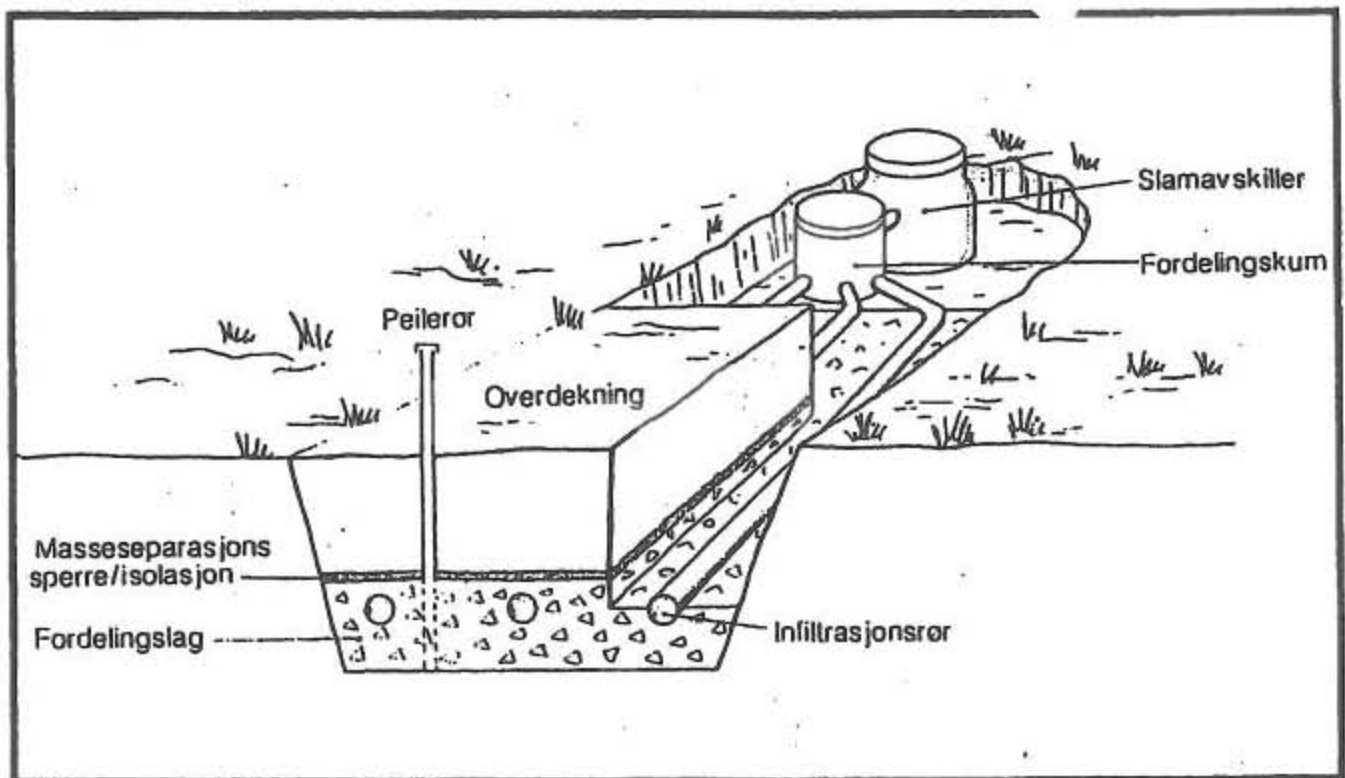 Slamavskiller
Fordelingskum
Peilerør
Overdekning
Masseseparasjons
sperre/isolasjon
Fordelingslag
Infiltrasjonsrør